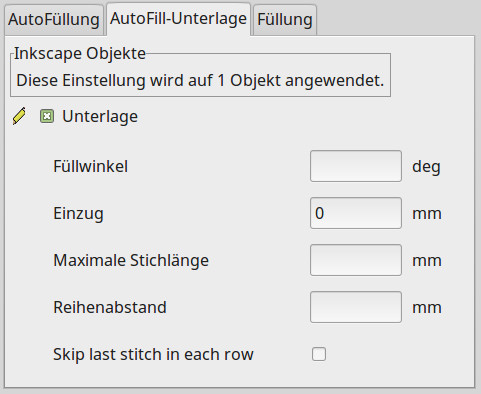 AutoFüllung AutoFill-Unterlage Füllung
Inkscape Objekte
Diese Einstellung wird auf 1 Objekt angewendet.
Unterlage
Füllwinkel deg
Einzug 0 mm
Maximale Stichlänge mm
Reihenabstand mm
Skip last stitch in each row